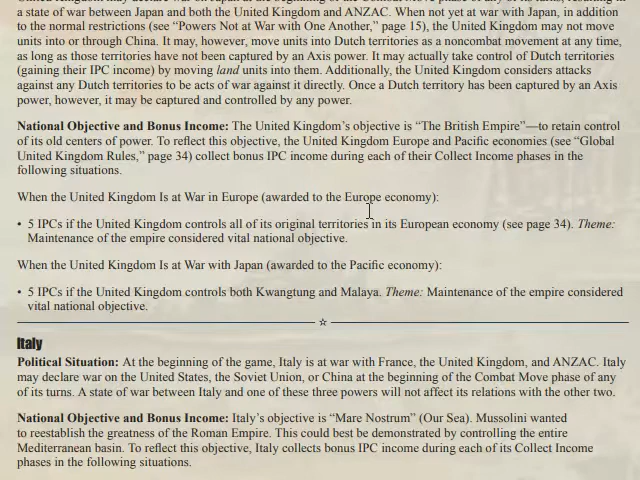 a state of war between Japan and both the United Kingdom and ANZAC. When not yet at war with Japan, in addition
to the normal restrictions (see “Powers Not at War with One Another,” page 15), the United Kingdom may not move
units into or through China. It may, however, move units into Dutch territories as a noncombat movement at any time,
as long as those territories have not been captured by an Axis power. It may actually take control of Dutch territories
(gaining their IPC income) by moving land units into them. Additionally, the United Kingdom considers attacks
against any Dutch territories to be acts of war against it directly. Once a Dutch territory has been captured by an Axis
power, however, it may be captured and controlled by any power.
National Objective and Bonus Income: The United Kingdom’s objective is “The British Empire”—to retain control
of its old centers of power. To reflect this objective, the United Kingdom Europe and Pacific economies (see “Global
United Kingdom Rules,” page 34) collect bonus IPC income during each of their Collect Income phases in the
following situations.
When the United Kingdom Is at War in Europe (awarded to the Europe economy):
• 5 IPCs if the United Kingdom controls all of its original territories in its European economy (see page 34). Theme:
Maintenance of the empire considered vital national objective.
When the United Kingdom Is at War with Japan (awarded to the Pacific economy):
• 5 IPCs if the United Kingdom controls both Kwangtung and Malaya. Theme: Maintenance of the empire considered
vital national objective.
Italy
Political Situation: At the beginning of the game, Italy is at war with France, the United Kingdom, and ANZAC. Italy
may declare war on the United States, the Soviet Union, or China at the beginning of the Combat Move phase of any
of its turns. A state of war between Italy and one of these three powers will not affect its relations with the other two.
National Objective and Bonus Income: Italy’s objective is “Mare Nostrum” (Our Sea). Mussolini wanted
to reestablish the greatness of the Roman Empire. This could best be demonstrated by controlling the entire
Mediterranean basin. To reflect this objective, Italy collects bonus IPC income during each of its Collect Income
phases in the following situations.